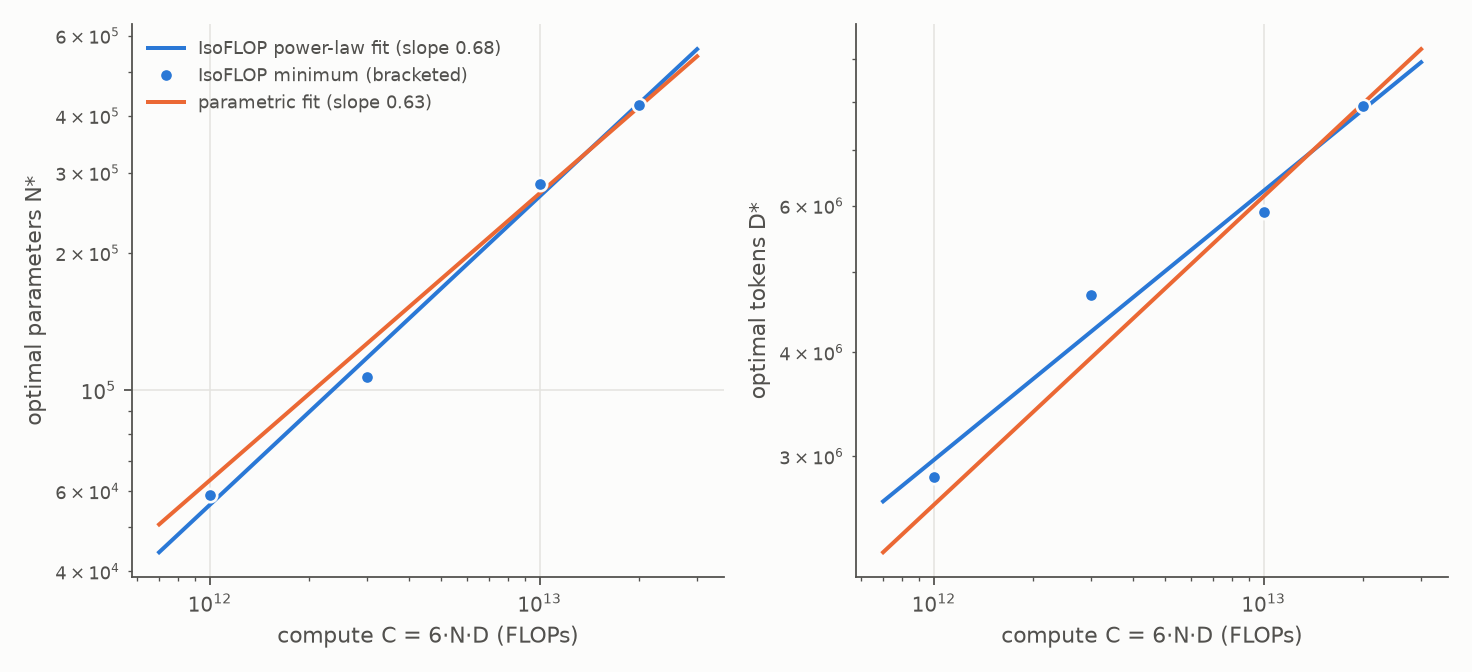 6 × 10⁵
4 × 10⁵
3 × 10⁵
2 × 10⁵
10⁵
6 × 10⁴
4 × 10⁴
optimal parameters N*
IsoFLOP power-law fit (slope 0.68)
IsoFLOP minimum (bracketed)
parametric fit (slope 0.63)
10¹²
10¹³
compute C = 6·N·D (FLOPs)
6 × 10⁶
4 × 10⁶
3 × 10⁶
optimal tokens D*
10¹²
10¹³
compute C = 6·N·D (FLOPs)